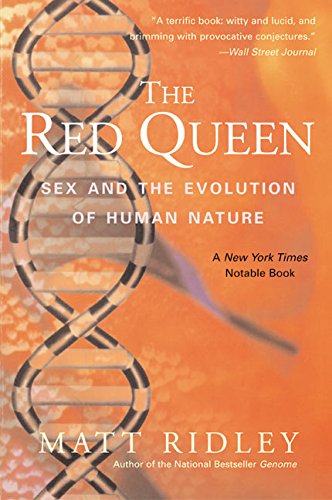 "A terrific book: witty and lucid, and
brimming with provocative conjectures."
—Wall Street Journal
THE
RED QUEEN
SEX AND THE EVOLUTION
OF HUMAN NATURE
A New York Times
Notable Book
MATT RIDLEY
Author of the National Bestseller Genome